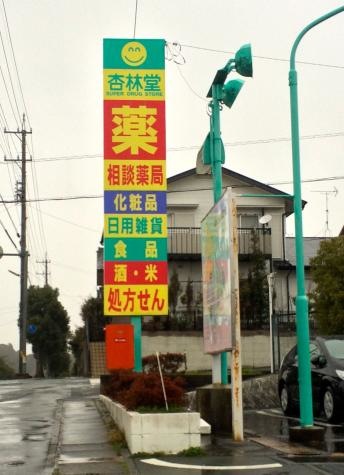 杏林堂
SUPER DRUG STORE
薬
相談薬局
化粧品
日用雑貨
食品
酒・米
処方せん